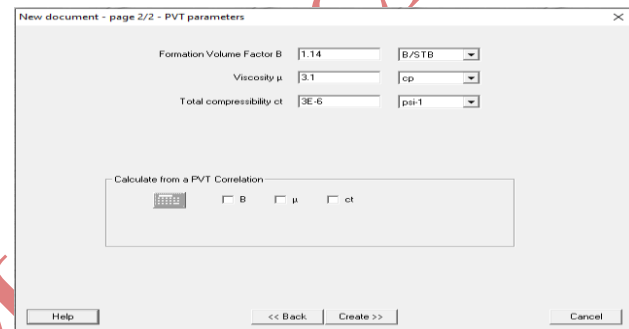 New document - page 2/2 - PVT parameters
Formation Volume Factor B 1.14 B/STB
Viscosity µ 3.1 cp
Total compressibility ct 3E-6 psi-1
Calculate from a PVT Correlation
B µ ct
Help << Back Create >> Cancel